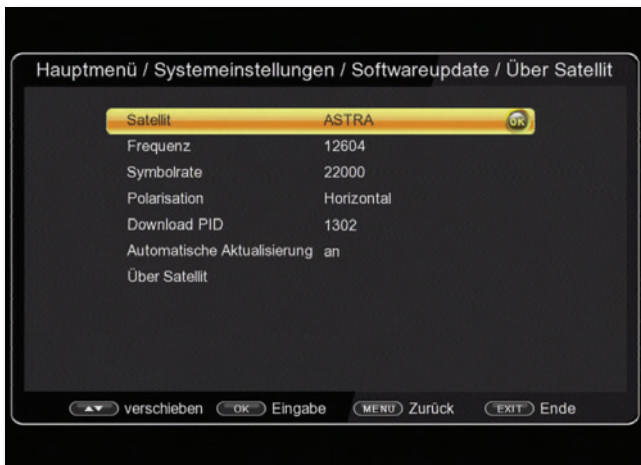 Hauptmenü / Systemeinstellungen / Softwareupdate / Über Satellit
Satellit ASTRA OK
Frequenz 12604
Symbolrate 22000
Polarisation Horizontal
Download PID 1302
Automatische Aktualisierung an
Über Satellit
verschieben OK Eingabe MENU Zurück EXIT Ende